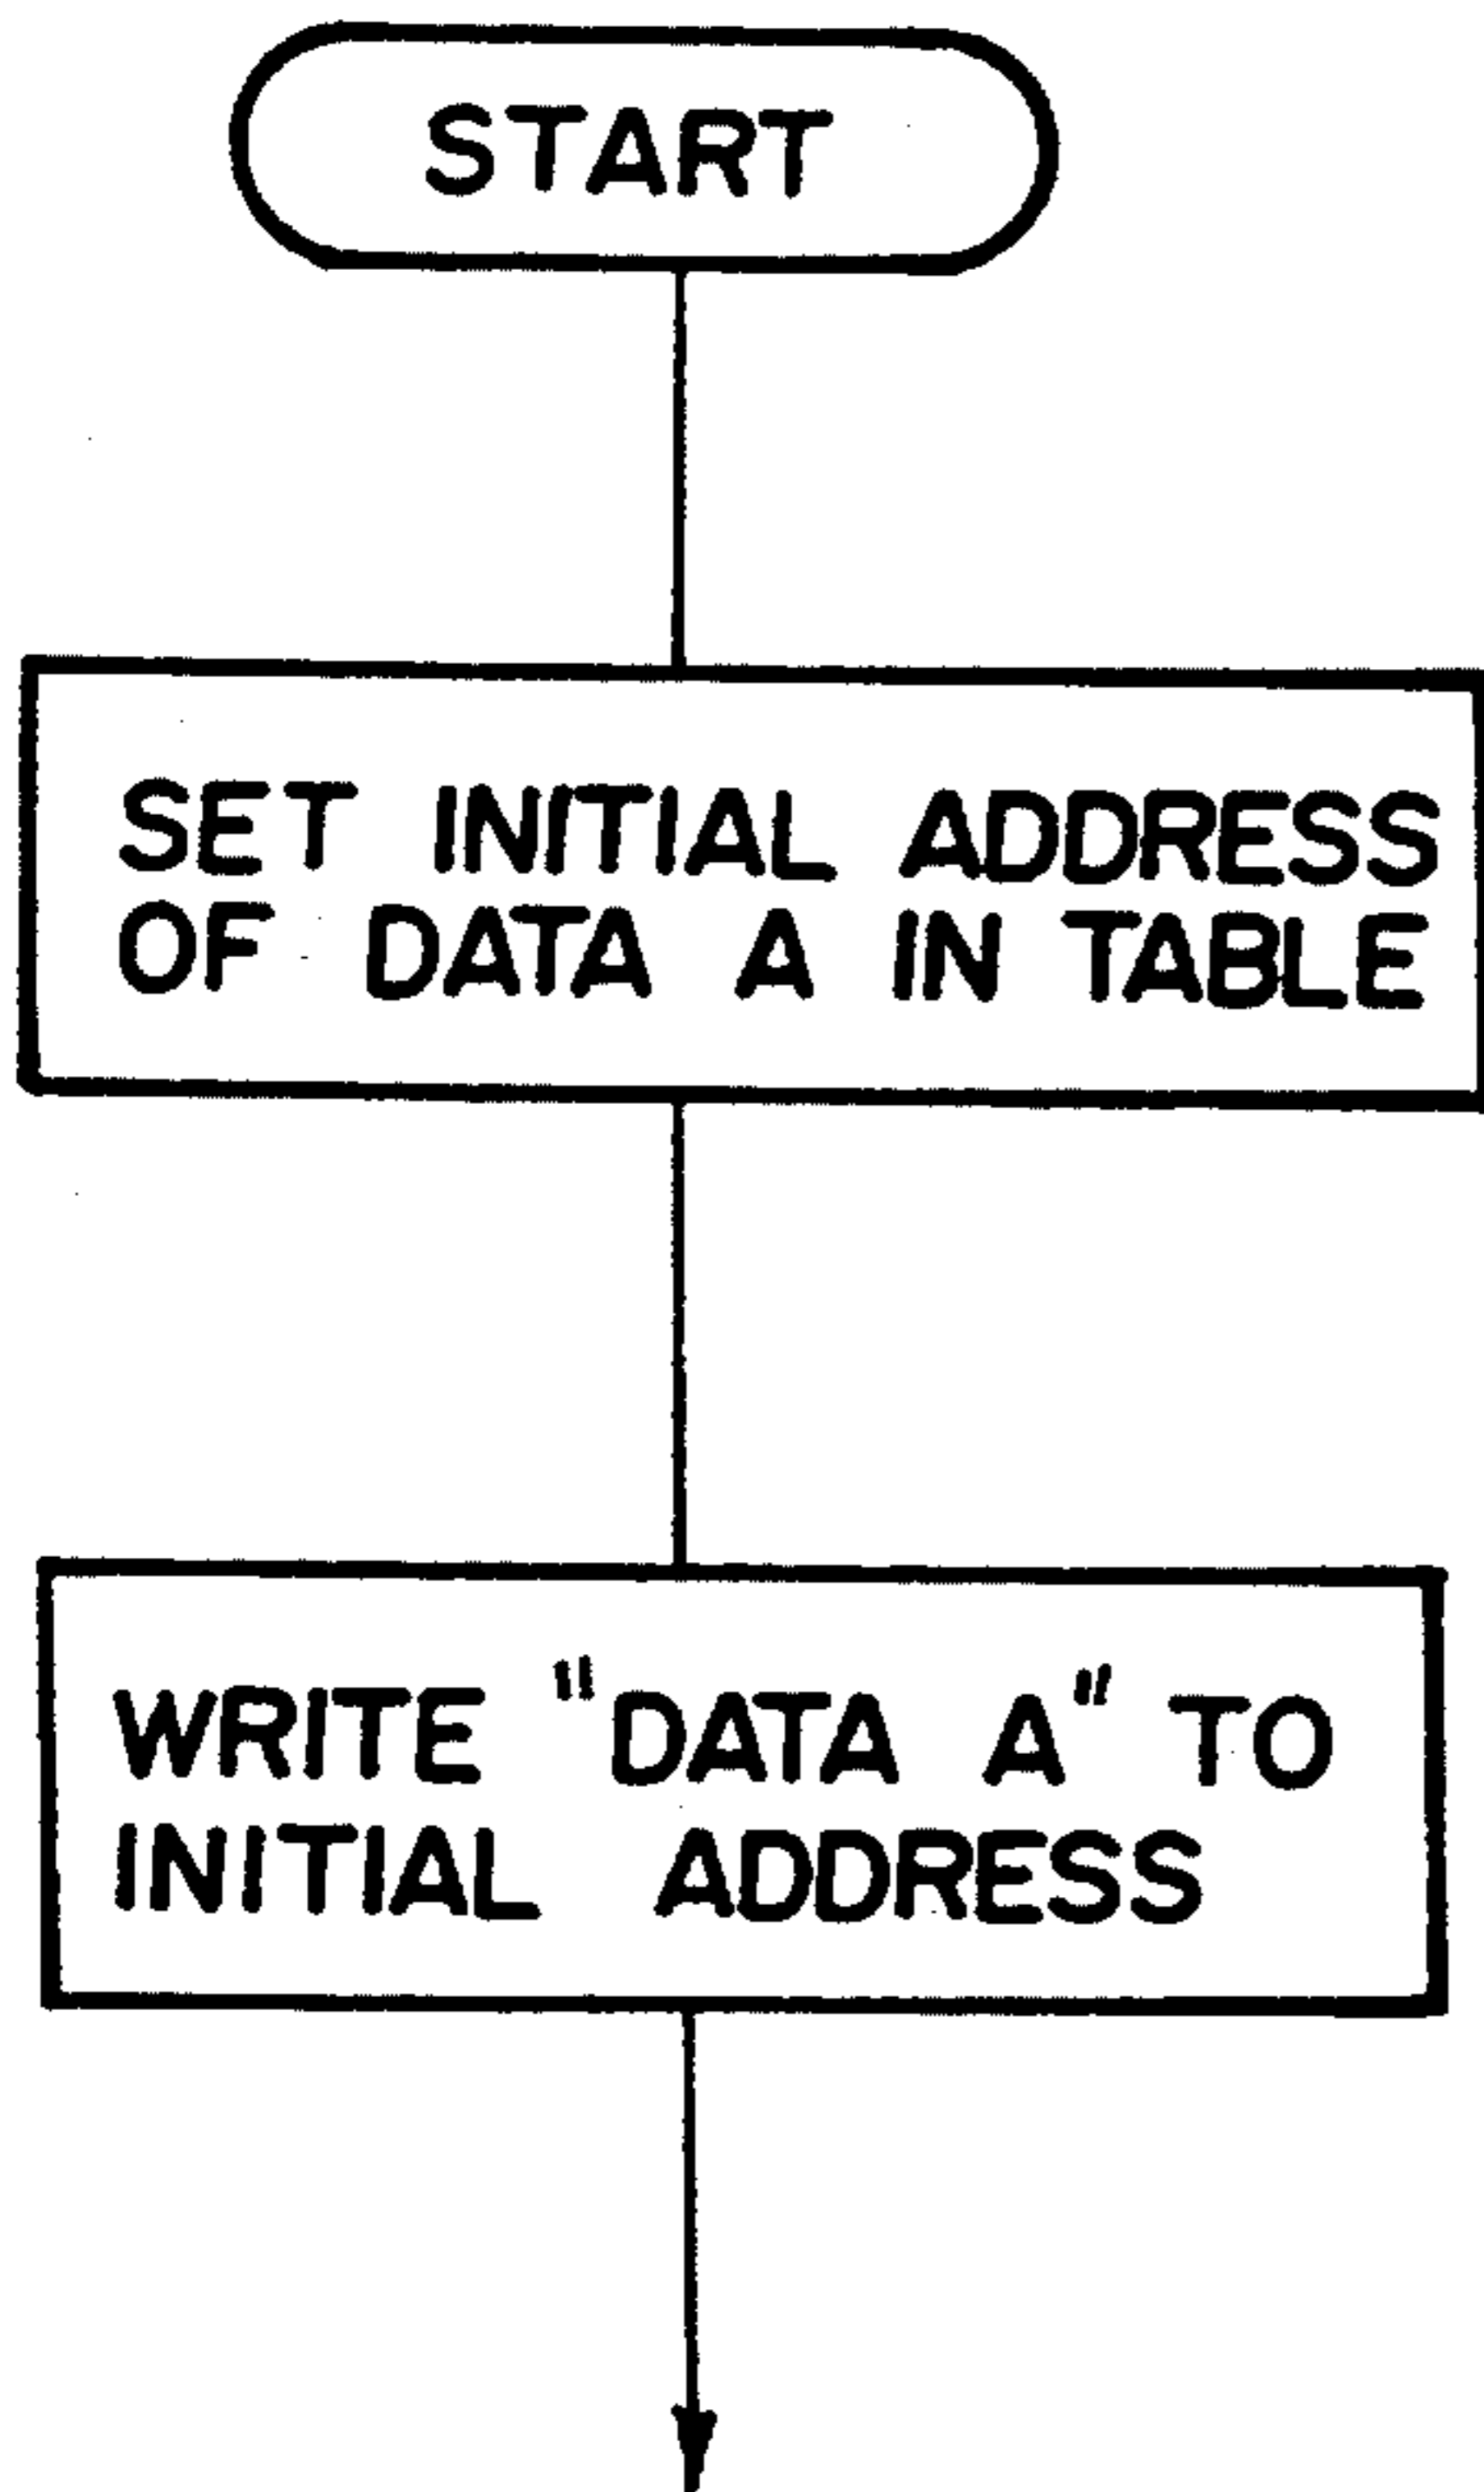 START
SET INITIAL ADDRESS
OF DATA A IN TABLE
WRITE "DATA A" TO
INITIAL ADDRESS